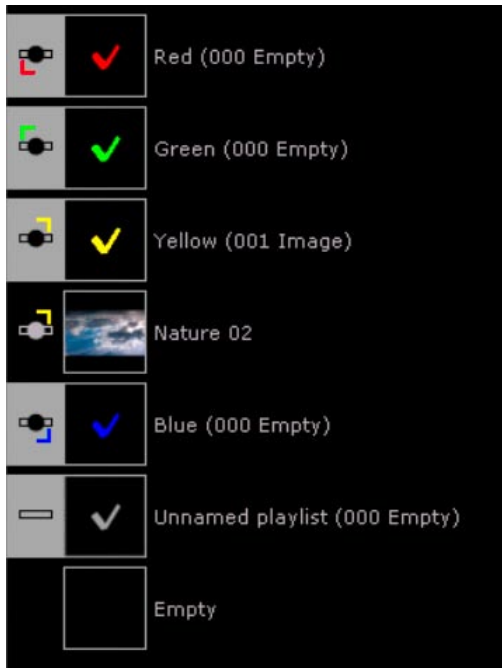 Red (000 Empty)
Green (000 Empty)
Yellow (001 Image)
Nature 02
Blue (000 Empty)
Unnamed playlist (000 Empty)
Empty